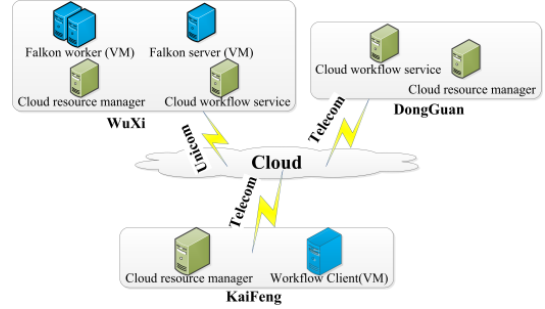 Falkon worker (VM) Falkon server (VM)
Cloud resource manager Cloud workflow service
WuXi
Cloud workflow service
Cloud resource manager
DongGuan
Unicom
Telecom
Cloud
Telecom
Cloud resource manager Workflow Client(VM)
KaiFeng